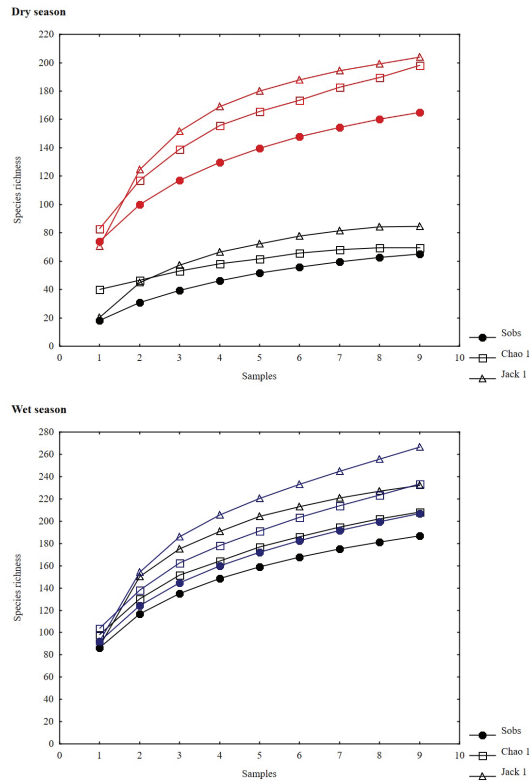 Dry season
220
200
180
160
140
120
100
80
60
40
20
0
Species richness
0 1 2 3 4 5 6 7 8 9 10
Samples
Sobs
Chao 1
Jack 1
Wet season
280
260
240
220
200
180
160
140
120
100
80
60
40
20
0
Species richness
0 1 2 3 4 5 6 7 8 9 10
Samples
Sobs
Chao 1
Jack 1